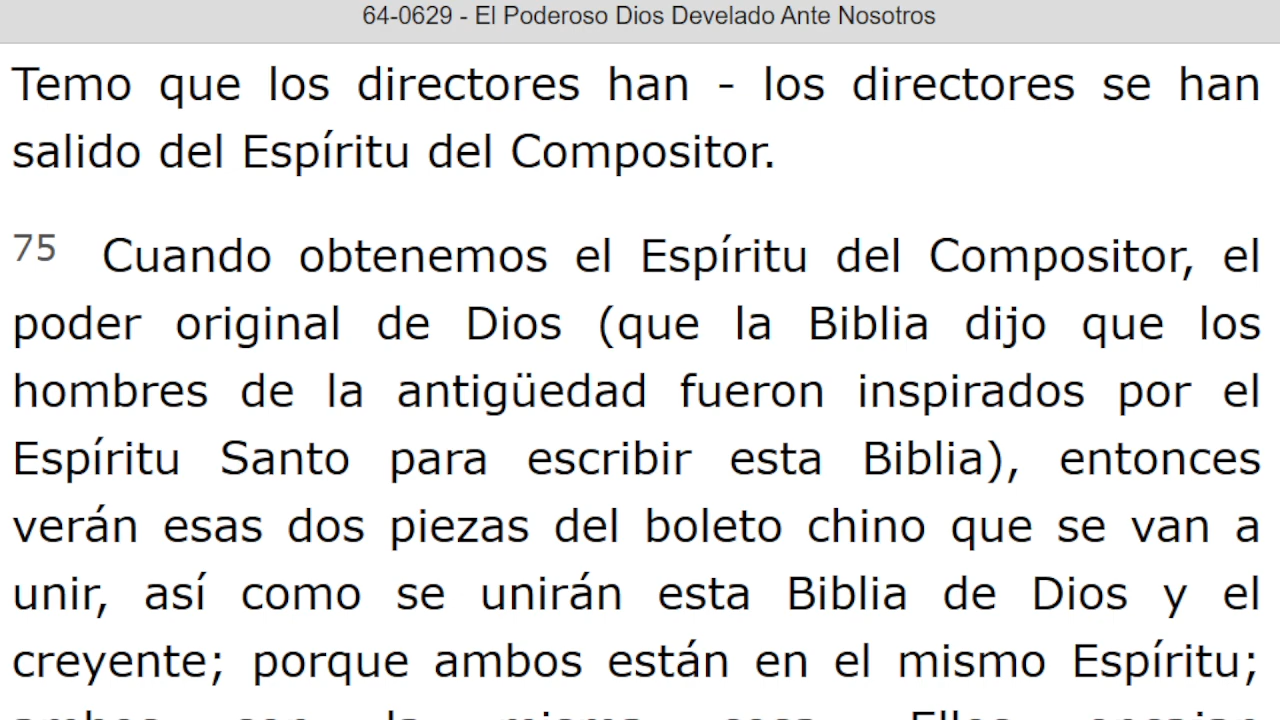 64-0629 - El Poderoso Dios Develado Ante Nosotros
Temo que los directores han - los directores se han
salido del Espíritu del Compositor.
75 Cuando obtenemos el Espíritu del Compositor, el
poder original de Dios (que la Biblia dijo que los
hombres de la antigüedad fueron inspirados por el
Espíritu Santo para escribir esta Biblia), entonces
verán esas dos piezas del boleto chino que se van a
unir, así como se unirán esta Biblia de Dios y el
creyente; porque ambos están en el mismo Espíritu;